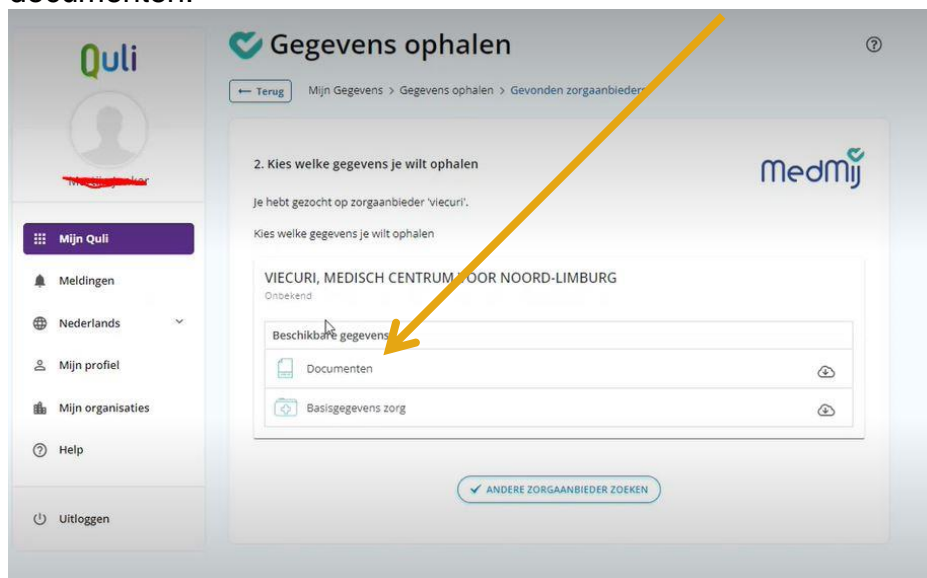 documenten.
Quli
Gegevens ophalen
← Terug
Mijn Gegevens > Gegevens ophalen > Gevonden zorgaanbieders
2. Kies welke gegevens je wilt ophalen
MedMij
Je hebt gezocht op zorgaanbieder 'viecuri'.
Kies welke gegevens je wilt ophalen
VIECURI, MEDISCH CENTRUM VOOR NOORD-LIMBURG
Onbekend
Beschikbare gegevens
Documenten
Basisgegevens zorg
ANDERE ZORGAANBIEDER ZOEKEN
Mijn Quli
Meldingen
Nederlands
Mijn profiel
Mijn organisaties
Help
Uitloggen